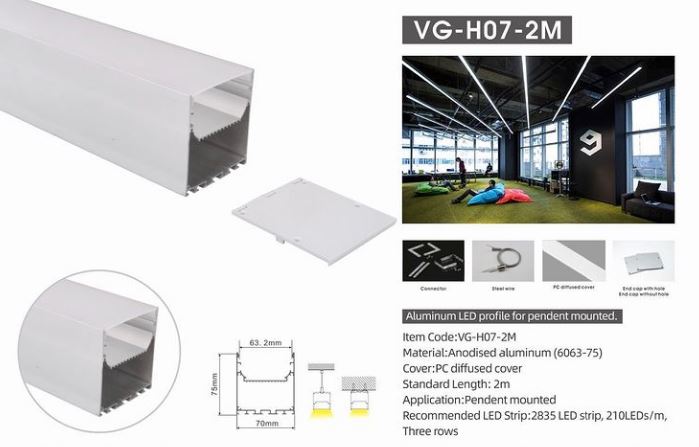 VG-H07-2M
9
Connector
Steel wire
PC diffused cover
End cap with hole
End cap without hole
Aluminum LED profile for pendent mounted.
Item Code:VG-H07-2M
Material:Anodised aluminum (6063-75)
Cover:PC diffused cover
Standard Length: 2m
Application:Pendent mounted
Recommended LED Strip:2835 LED strip, 210LEDs/m,
Three rows
63.2mm
75mm
70mm